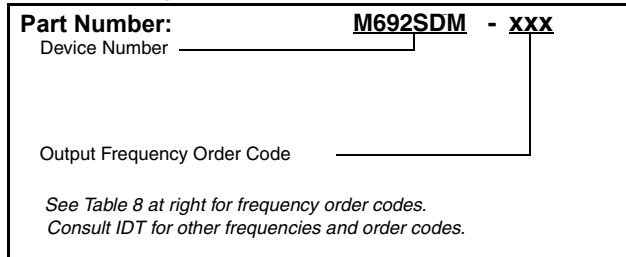 Part Number: M692SDM - xxx
Device Number
Output Frequency Order Code
See Table 8 at right for frequency order codes.
Consult IDT for other frequencies and order codes.